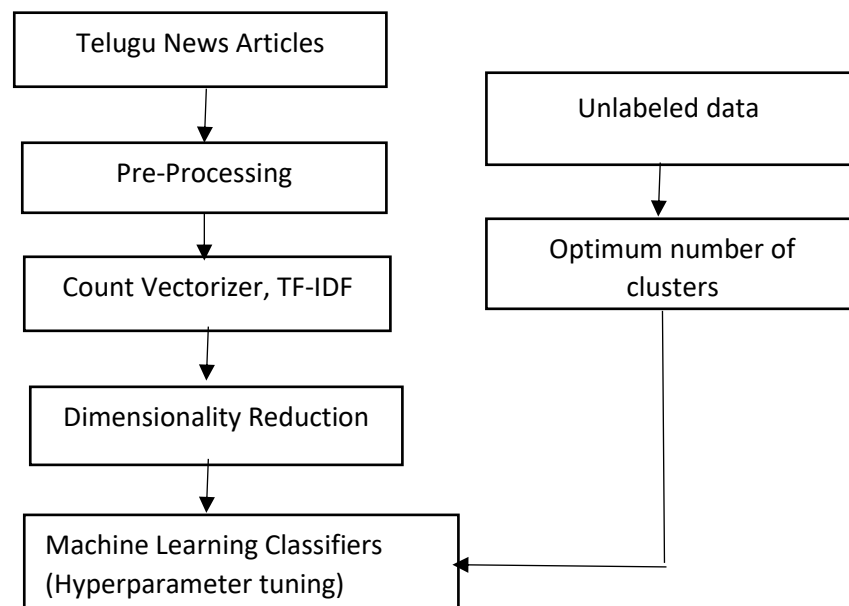 Telugu News Articles
Pre-Processing
Count Vectorizer, TF-IDF
Dimensionality Reduction
Machine Learning Classifiers
(Hyperparameter tuning)
Unlabeled data
Optimum number of
clusters